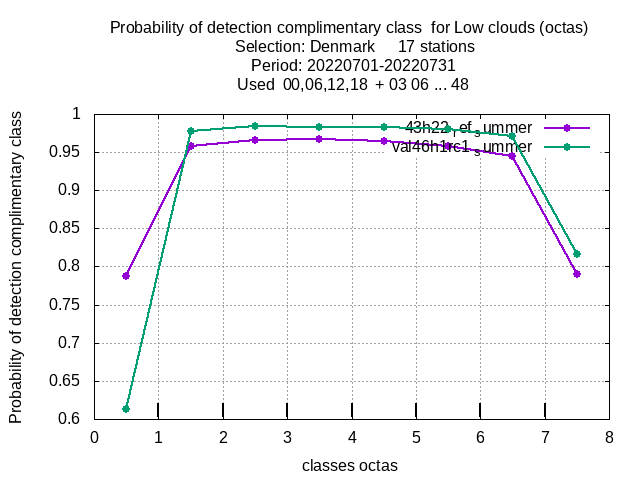 Probability of detection complimentary class for Low clouds (octas)
Selection: Denmark 17 stations
Period: 20220701-20220731
Used 00,06,12,18 + 03 06 ... 48
Probability of detection complimentary class
1
0.95
0.9
0.85
0.8
0.75
0.7
0.65
0.6
43h22_ref_summer
val46h1rc1_summer
0 1 2 3 4 5 6 7 8
classes octas